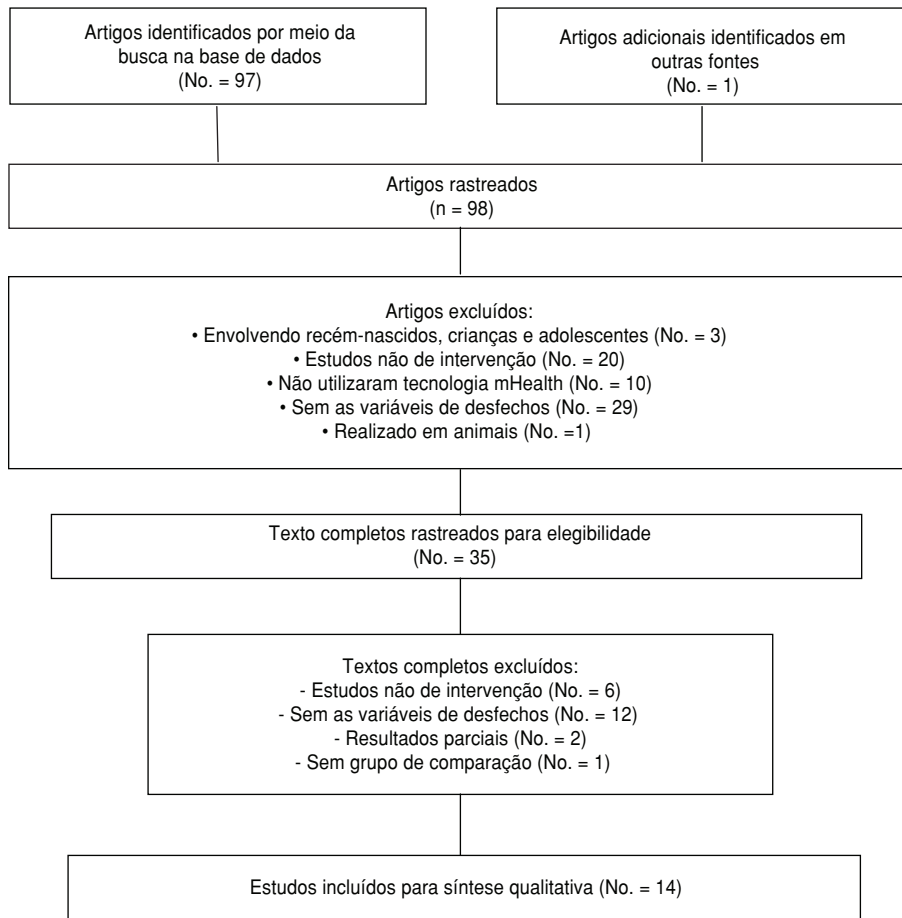 Artigos identificados por meio da
busca na base de dados
(No. = 97)
Artigos adicionais identificados em
outras fontes
(No. = 1)
Artigos rastreados
(n = 98)
Artigos excluídos:
• Envolvendo recém-nascidos, crianças e adolescentes (No. = 3)
• Estudos não de intervenção (No. = 20)
• Não utilizaram tecnologia mHealth (No. = 10)
• Sem as variáveis de desfechos (No. = 29)
• Realizado em animais (No. =1)
Texto completos rastreados para elegibilidade
(No. = 35)
Textos completos excluídos:
- Estudos não de intervenção (No. = 6)
- Sem as variáveis de desfechos (No. = 12)
- Resultados parciais (No. = 2)
- Sem grupo de comparação (No. = 1)
Estudos incluídos para síntese qualitativa (No. = 14)